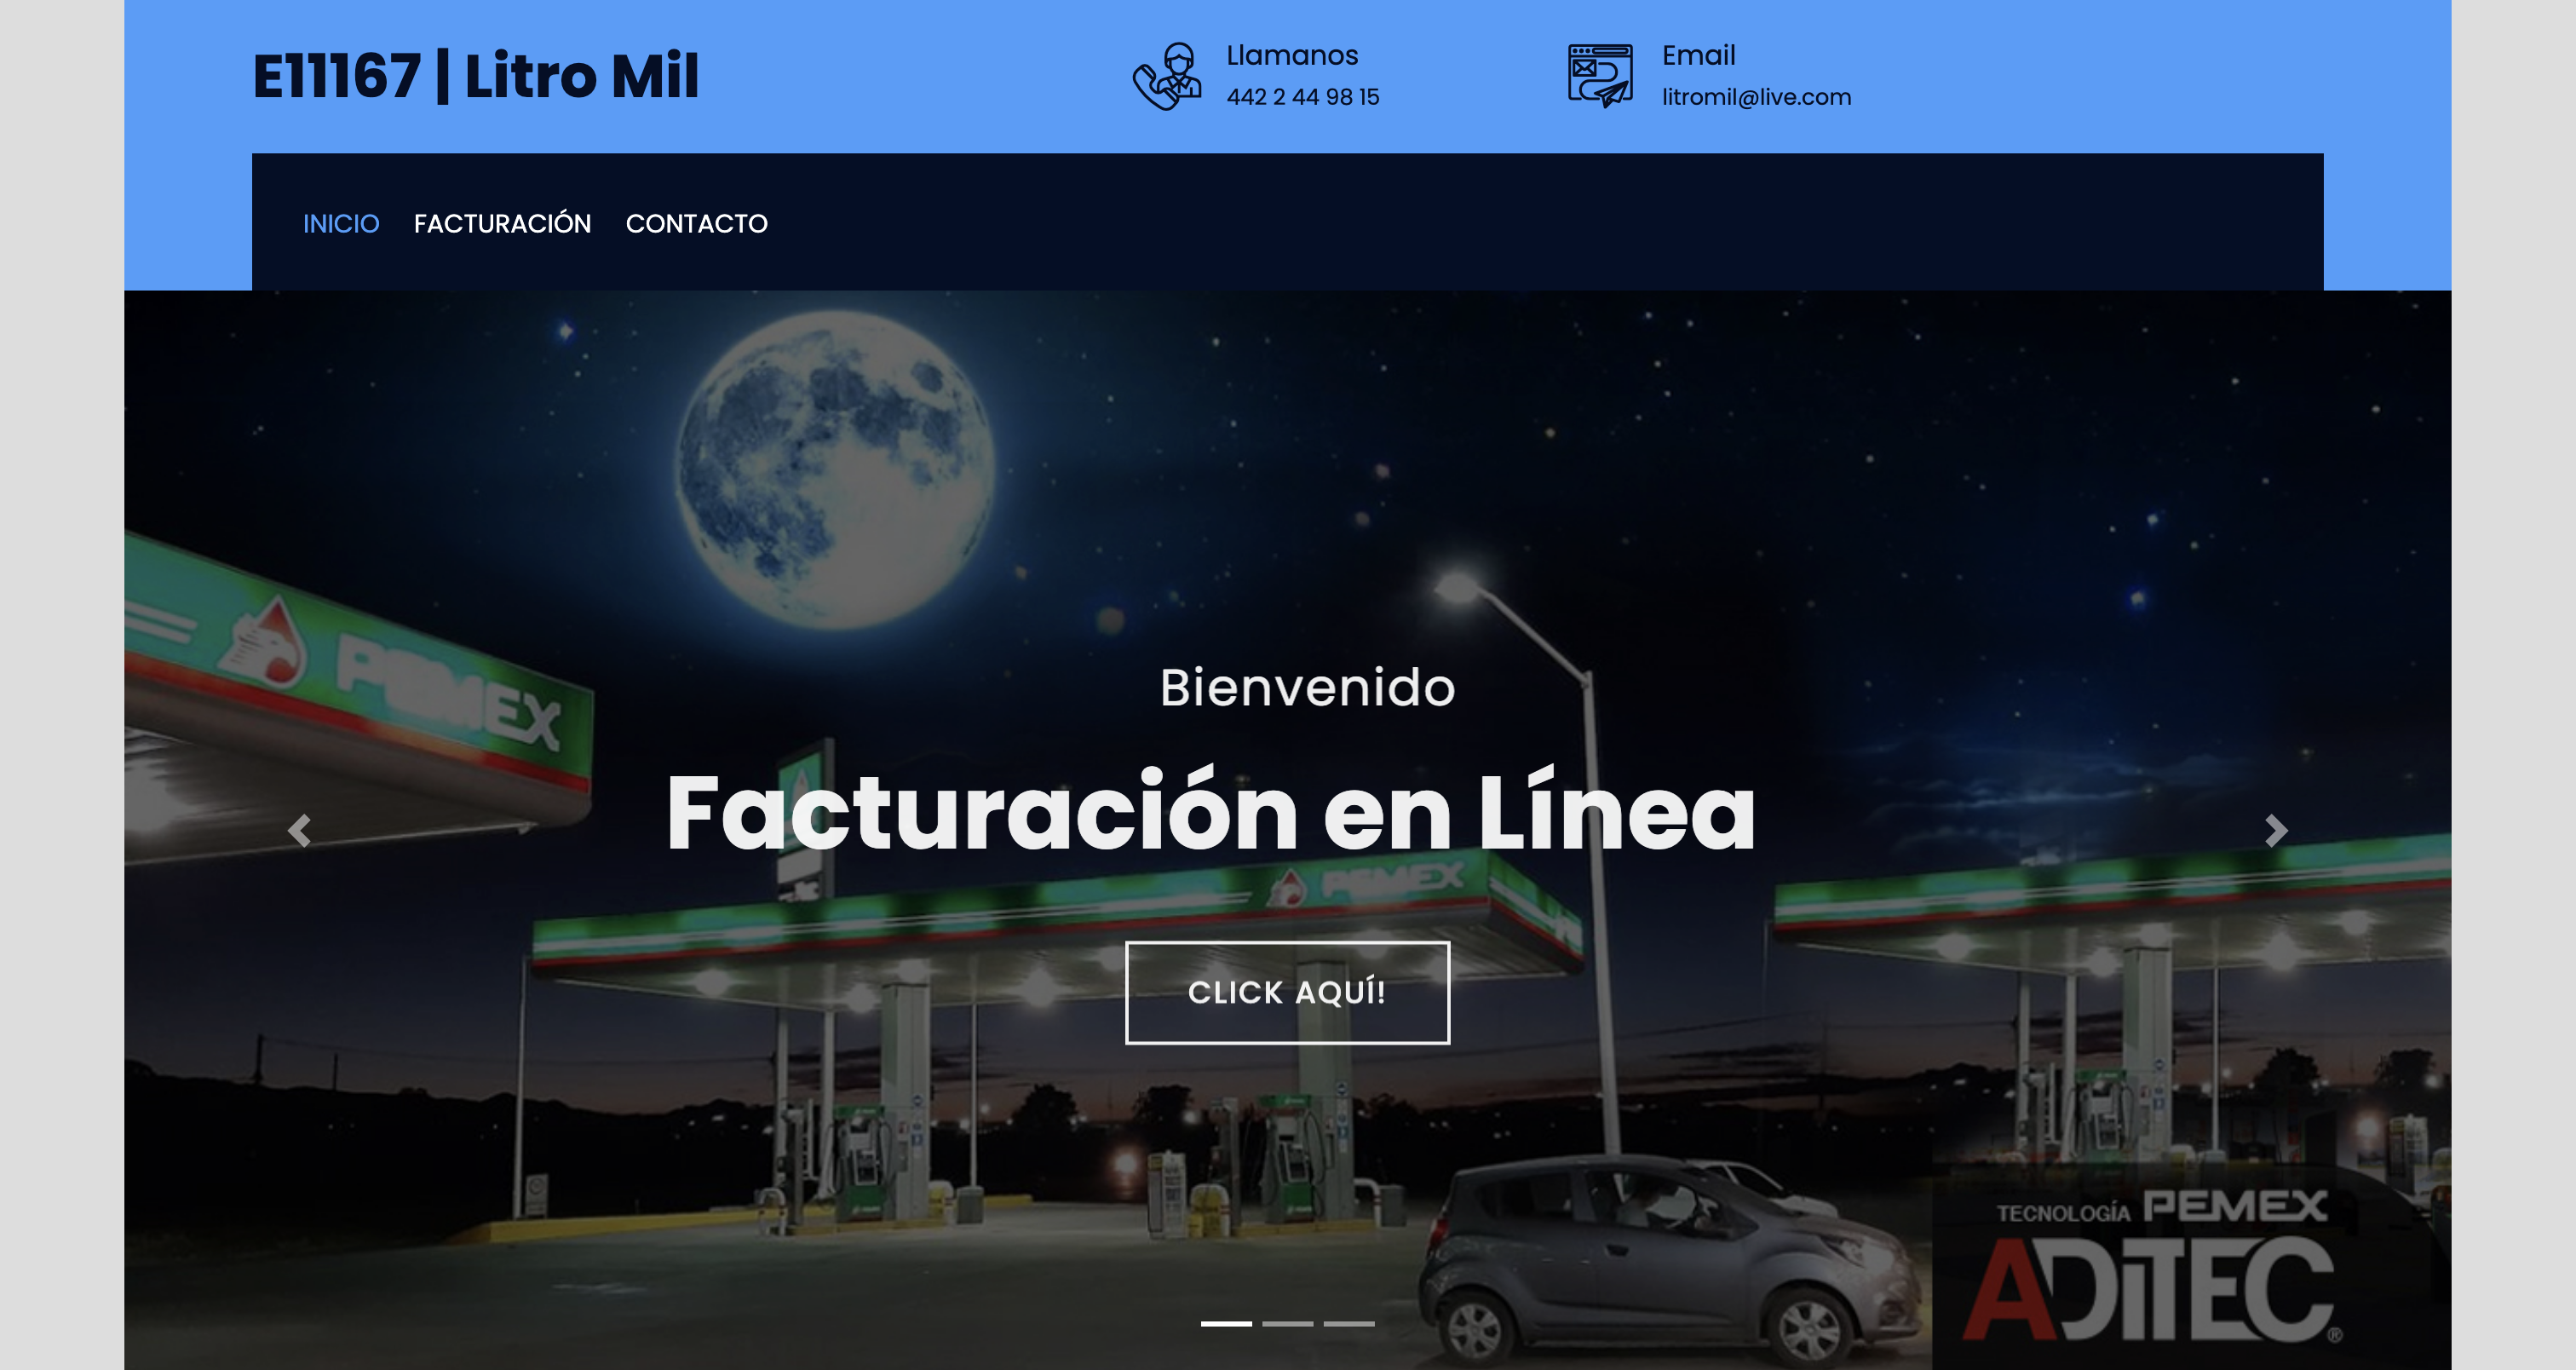 E11167 | Litro Mil
Llamanos
442 2 44 98 15
Email
litromil@live.com
INICIO FACTURACIÓN CONTACTO
PEMEX
Bienvenido
Facturación en Línea
PEMEX
CLICK AQUÍ!
TECNOLOGÍA PEMEX
ADiTEC®